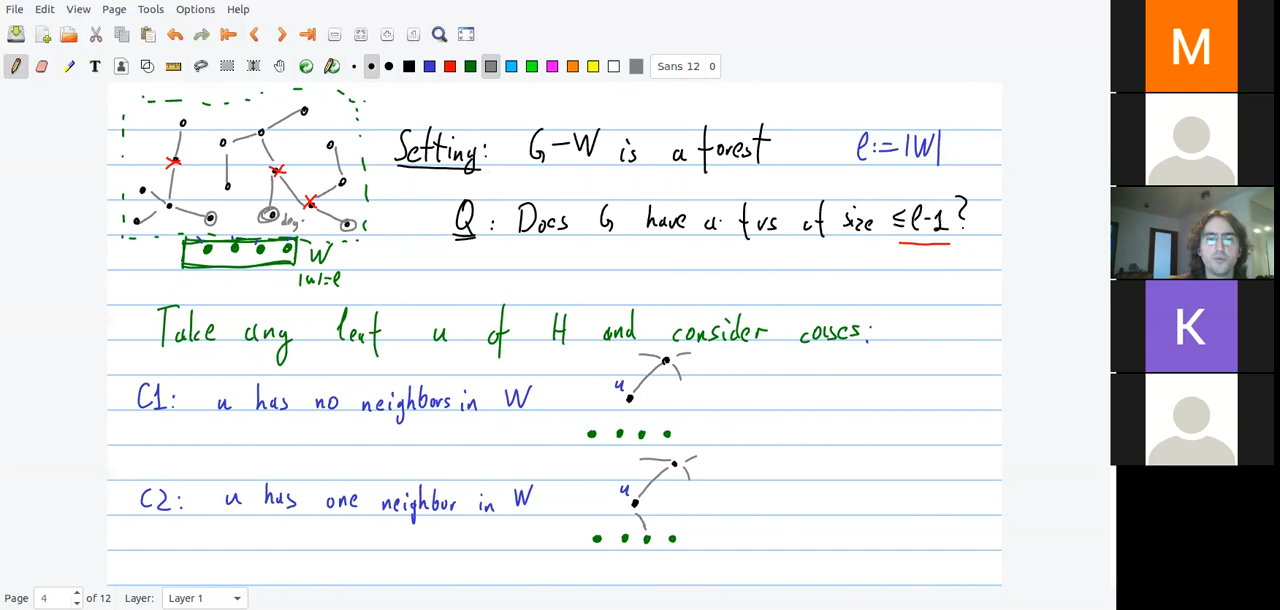 File Edit View Page Tools Options Help
Sans 12 0
Setting: G-W is a forest ℓ:=|W|
Q: Does G have a fvs of size ≤ℓ-1?
deg
W
|W|=ℓ
Take any leaf u of H and consider cases:
C1: u has no neighbors in W
u
C2: u has one neighbor in W
u
Page 4 of 12 Layer: Layer 1
M
K